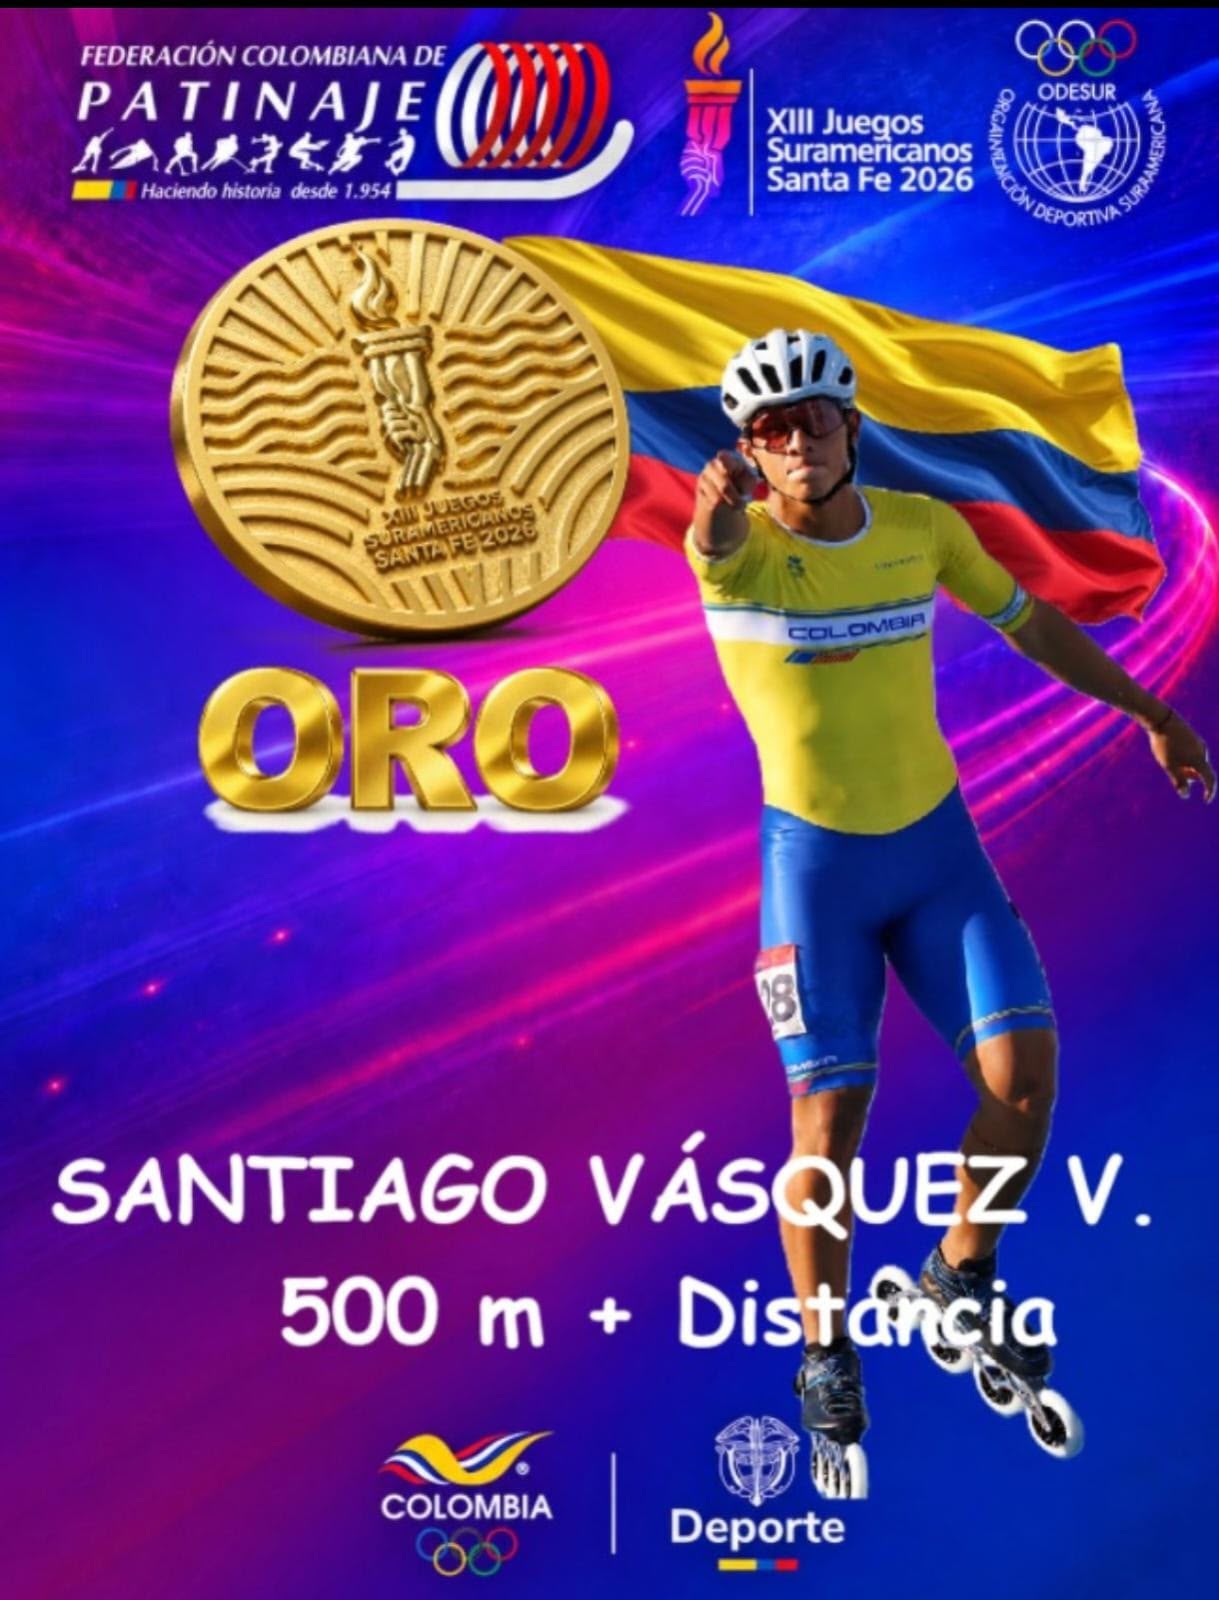 FEDERACIÓN COLOMBIANA DE
PATINAJE
Haciendo historia desde 1.954
XIII Juegos
Suramericanos
Santa Fe 2026
ODESUR
ORGANIZACIÓN DEPORTIVA SURAMERICANA
XIII JUEGOS
SURAMERICANOS
SANTA FE 2026
COLOMBIA
ORO
28
SANTIAGO VÁSQUEZ V.
500 m + Distancia
COLOMBIA
®
Deporte